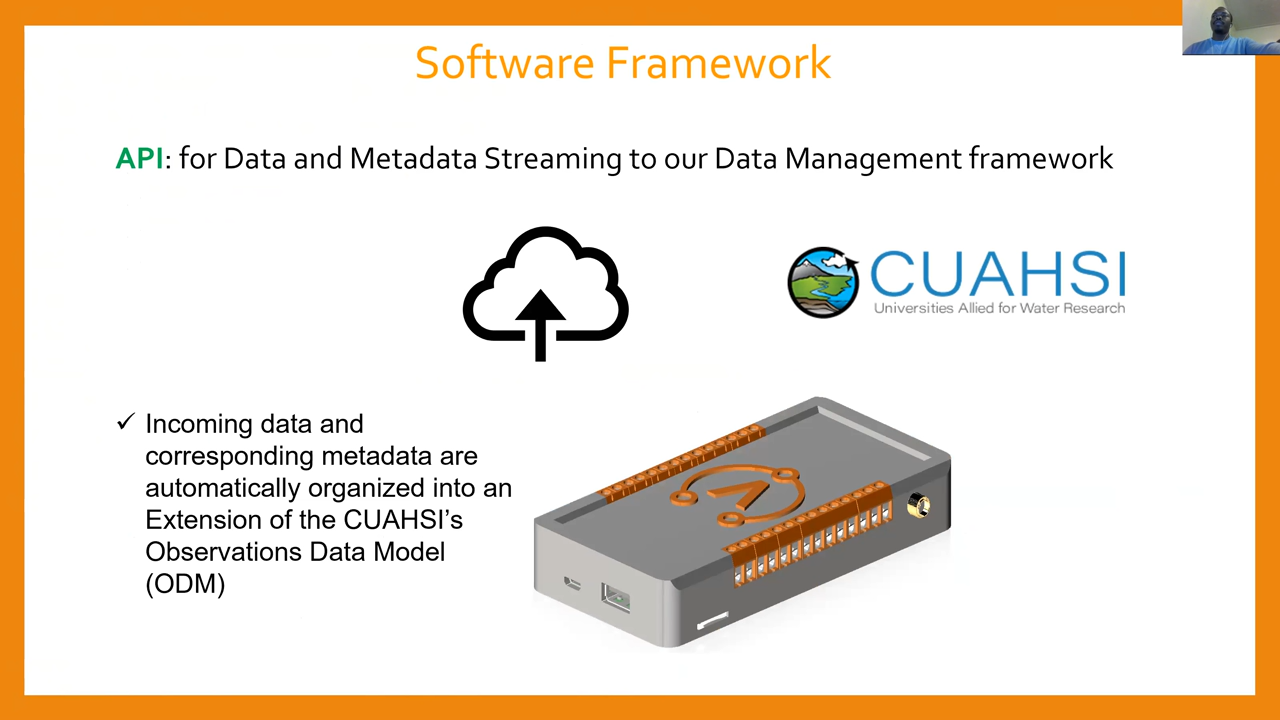 Software Framework
API: for Data and Metadata Streaming to our Data Management framework
CUAHSI
Universities Allied for Water Research
✓ Incoming data and
corresponding metadata are
automatically organized into an
Extension of the CUAHSI’s
Observations Data Model
(ODM)